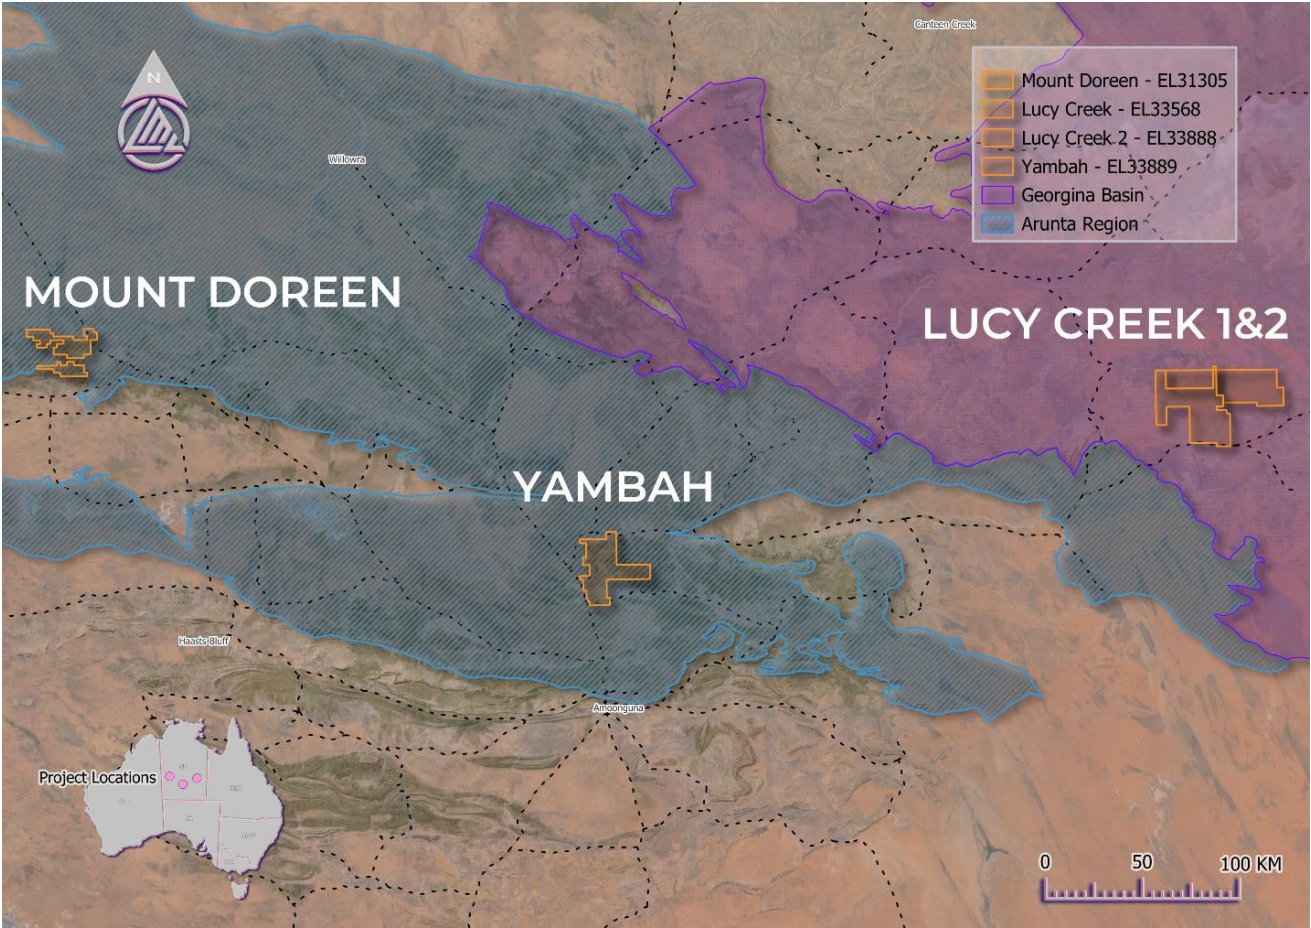 Canteen Creek
N
Mount Doreen - EL31305
Lucy Creek - EL33568
Lucy Creek 2 - EL33888
Yambah - EL33889
Georgina Basin
Arunta Region
Willowra
MOUNT DOREEN
LUCY CREEK 1&2
YAMBAH
Haasts Bluff
Amoonguna
Project Locations
0 50 100 KM